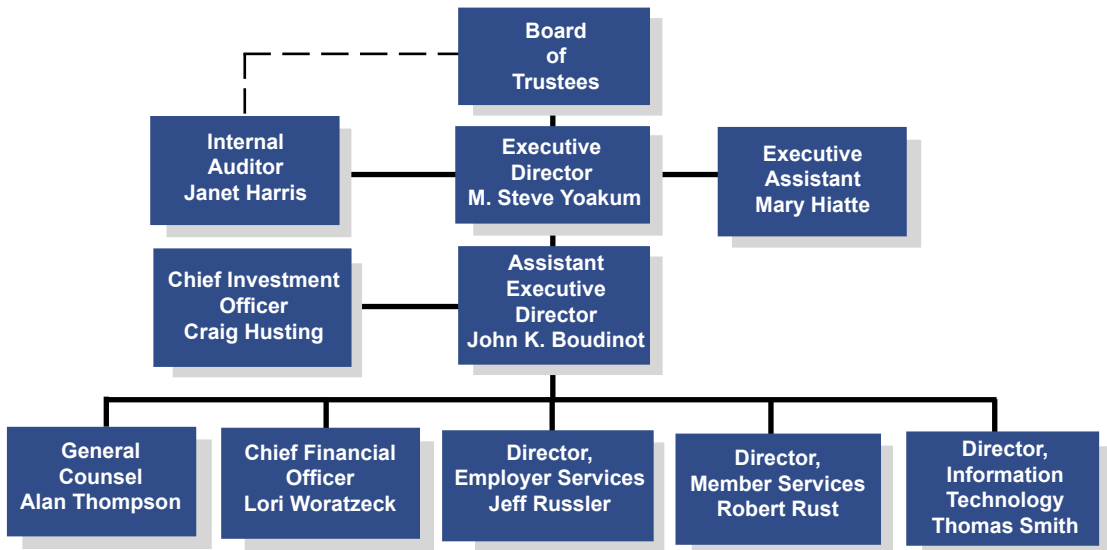 Board
of
Trustees
Internal
Auditor
Janet Harris
Executive
Director
M. Steve Yoakum
Executive
Assistant
Mary Hiatte
Chief Investment
Officer
Craig Husting
Assistant
Executive
Director
John K. Boudinot
General
Counsel
Alan Thompson
Chief Financial
Officer
Lori Woratzeck
Director,
Employer Services
Jeff Russler
Director,
Member Services
Robert Rust
Director,
Information
Technology
Thomas Smith